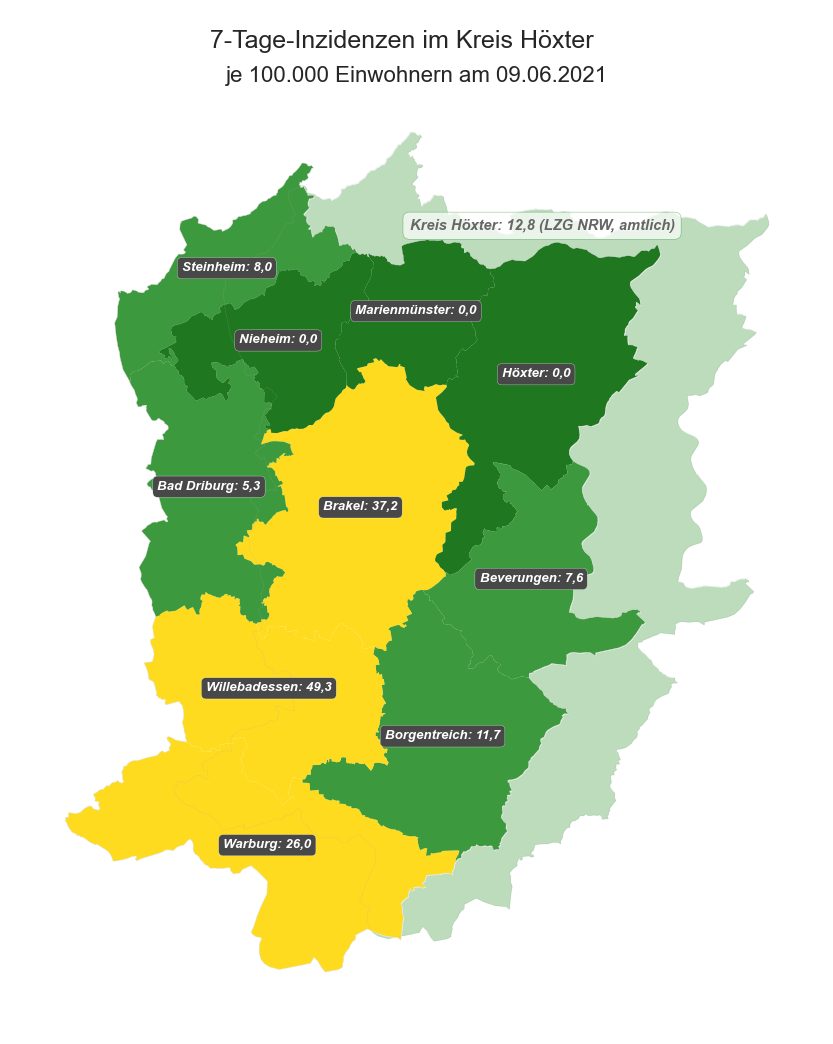 7-Tage-Inzidenzen im Kreis Höxter
je 100.000 Einwohnern am 09.06.2021
Kreis Höxter: 12,8 (LZG NRW, amtlich)
Steinheim: 8,0
Marienmünster: 0,0
Nieheim: 0,0
Höxter: 0,0
Bad Driburg: 5,3
Brakel: 37,2
Beverungen: 7,6
Willebadessen: 49,3
Borgentreich: 11,7
Warburg: 26,0